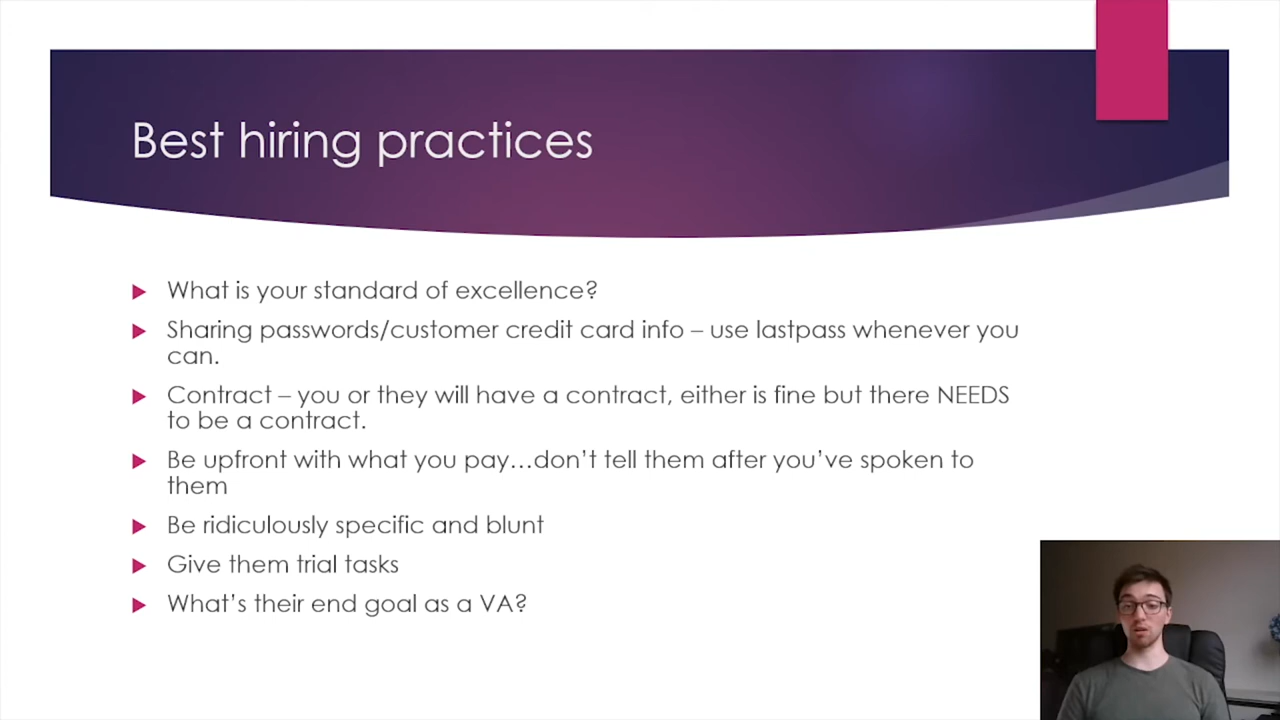 Best hiring practices
What is your standard of excellence?
Sharing passwords/customer credit card info – use lastpass whenever you
can.
Contract – you or they will have a contract, either is fine but there NEEDS
to be a contract.
Be upfront with what you pay…don't tell them after you've spoken to
them
Be ridiculously specific and blunt
Give them trial tasks
What's their end goal as a VA?